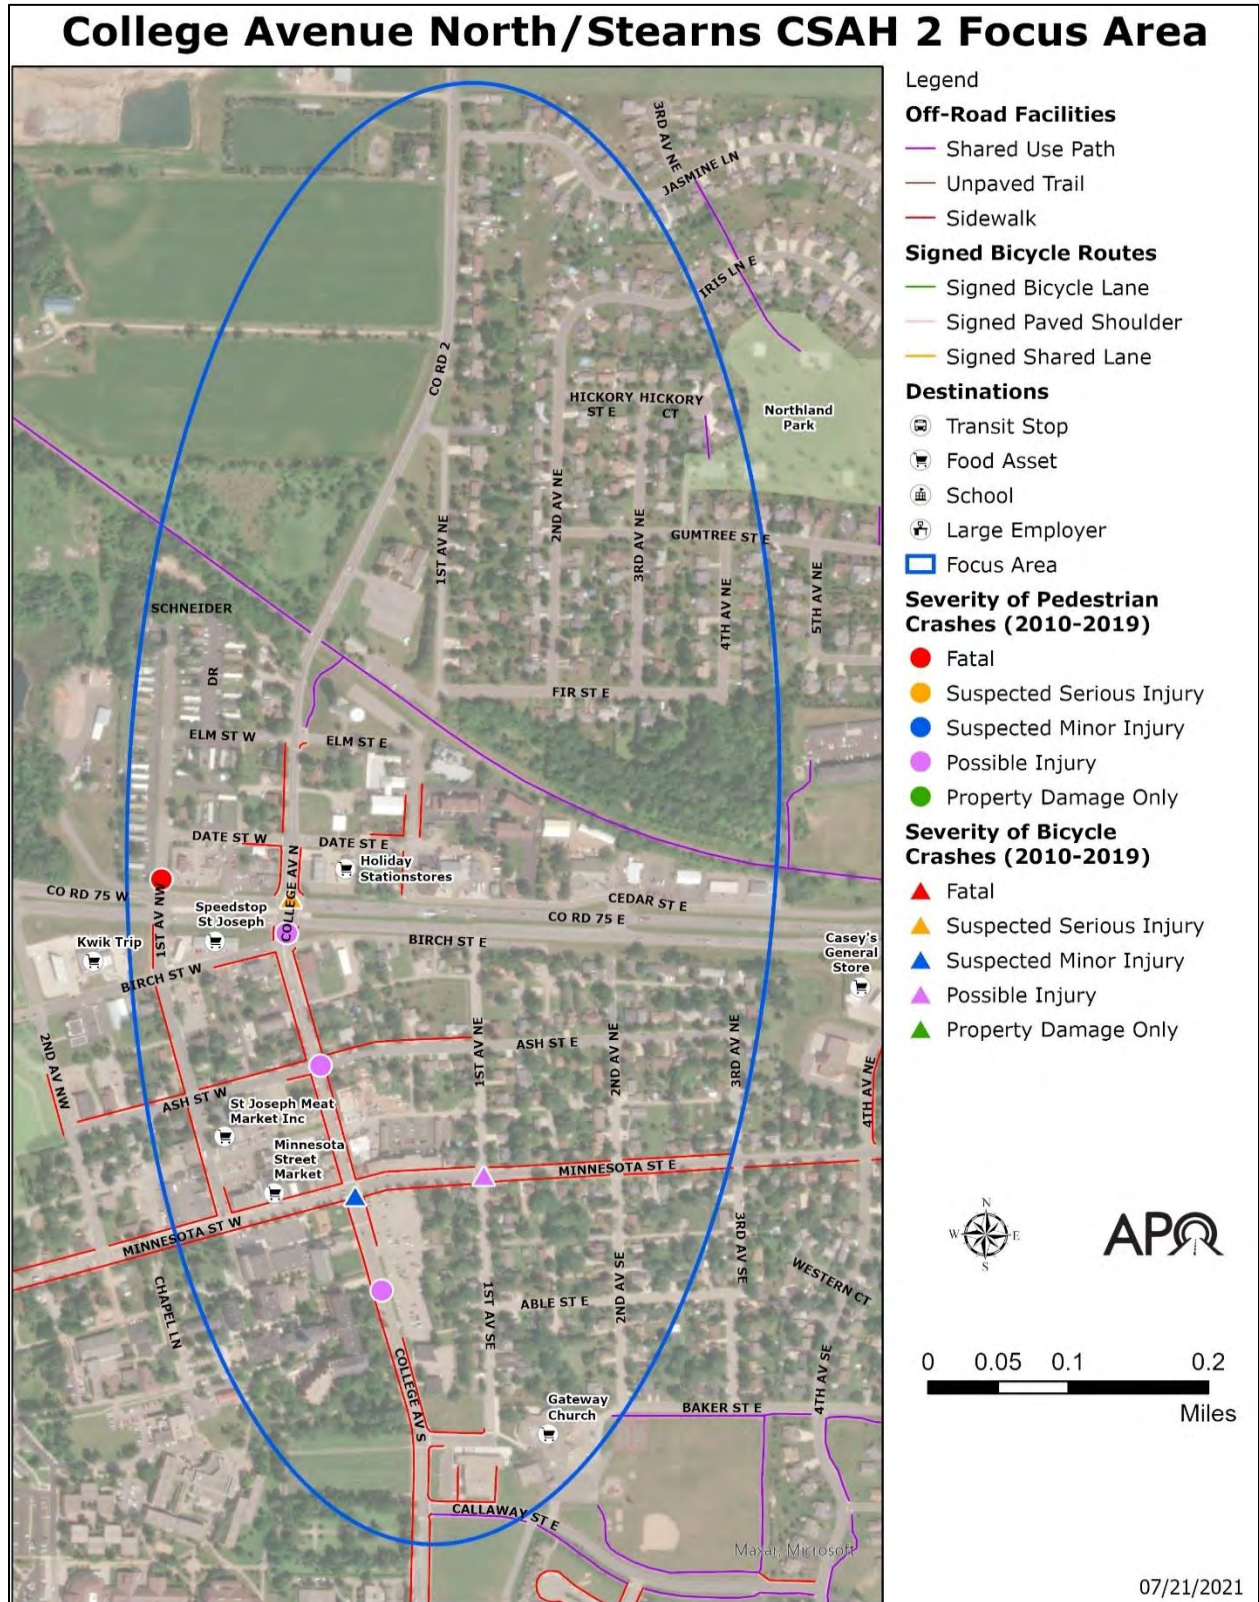 College Avenue North/Stearns CSAH 2 Focus Area
3RD AV NE
JASMINE LN
IRIS LN E
CO RD 2
HICKORY
ST E
HICKORY
CT
Northland
Park
1ST AV NE
2ND AV NE
3RD AV NE
GUMTREE ST E
4TH AV NE
5TH AV NE
SCHNEIDER
DR
FIR ST E
ELM ST W
ELM ST E
DATE ST W
DATE ST E
COLLEGE AV N
Holiday
Stationstores
CO RD 75 W
1ST AV NW
Speedstop
St Joseph
CEDAR ST E
CO RD 75 E
Kwik Trip
BIRCH ST W
BIRCH ST E
Casey's
General
Store
2ND AV NW
ASH ST W
ASH ST E
1ST AV NE
2ND AV NE
3RD AV NE
4TH AV NE
St Joseph Meat
Market Inc
Minnesota
Street
Market
MINNESOTA ST E
MINNESOTA ST W
CHAPEL LN
1ST AV SE
ABLE ST E
2ND AV SE
3RD AV SE
WESTERN CT
COLLEGE AV S
4TH AV SE
Gateway
Church
BAKER ST E
CALLAWAY ST E
Maxar, Microsoft
Legend
Off-Road Facilities
Shared Use Path
Unpaved Trail
Sidewalk
Signed Bicycle Routes
Signed Bicycle Lane
Signed Paved Shoulder
Signed Shared Lane
Destinations
Transit Stop
Food Asset
School
Large Employer
Focus Area
Severity of Pedestrian
Crashes (2010-2019)
Fatal
Suspected Serious Injury
Suspected Minor Injury
Possible Injury
Property Damage Only
Severity of Bicycle
Crashes (2010-2019)
Fatal
Suspected Serious Injury
Suspected Minor Injury
Possible Injury
Property Damage Only
N
W E
S
APO
0 0.05 0.1 0.2
Miles
07/21/2021